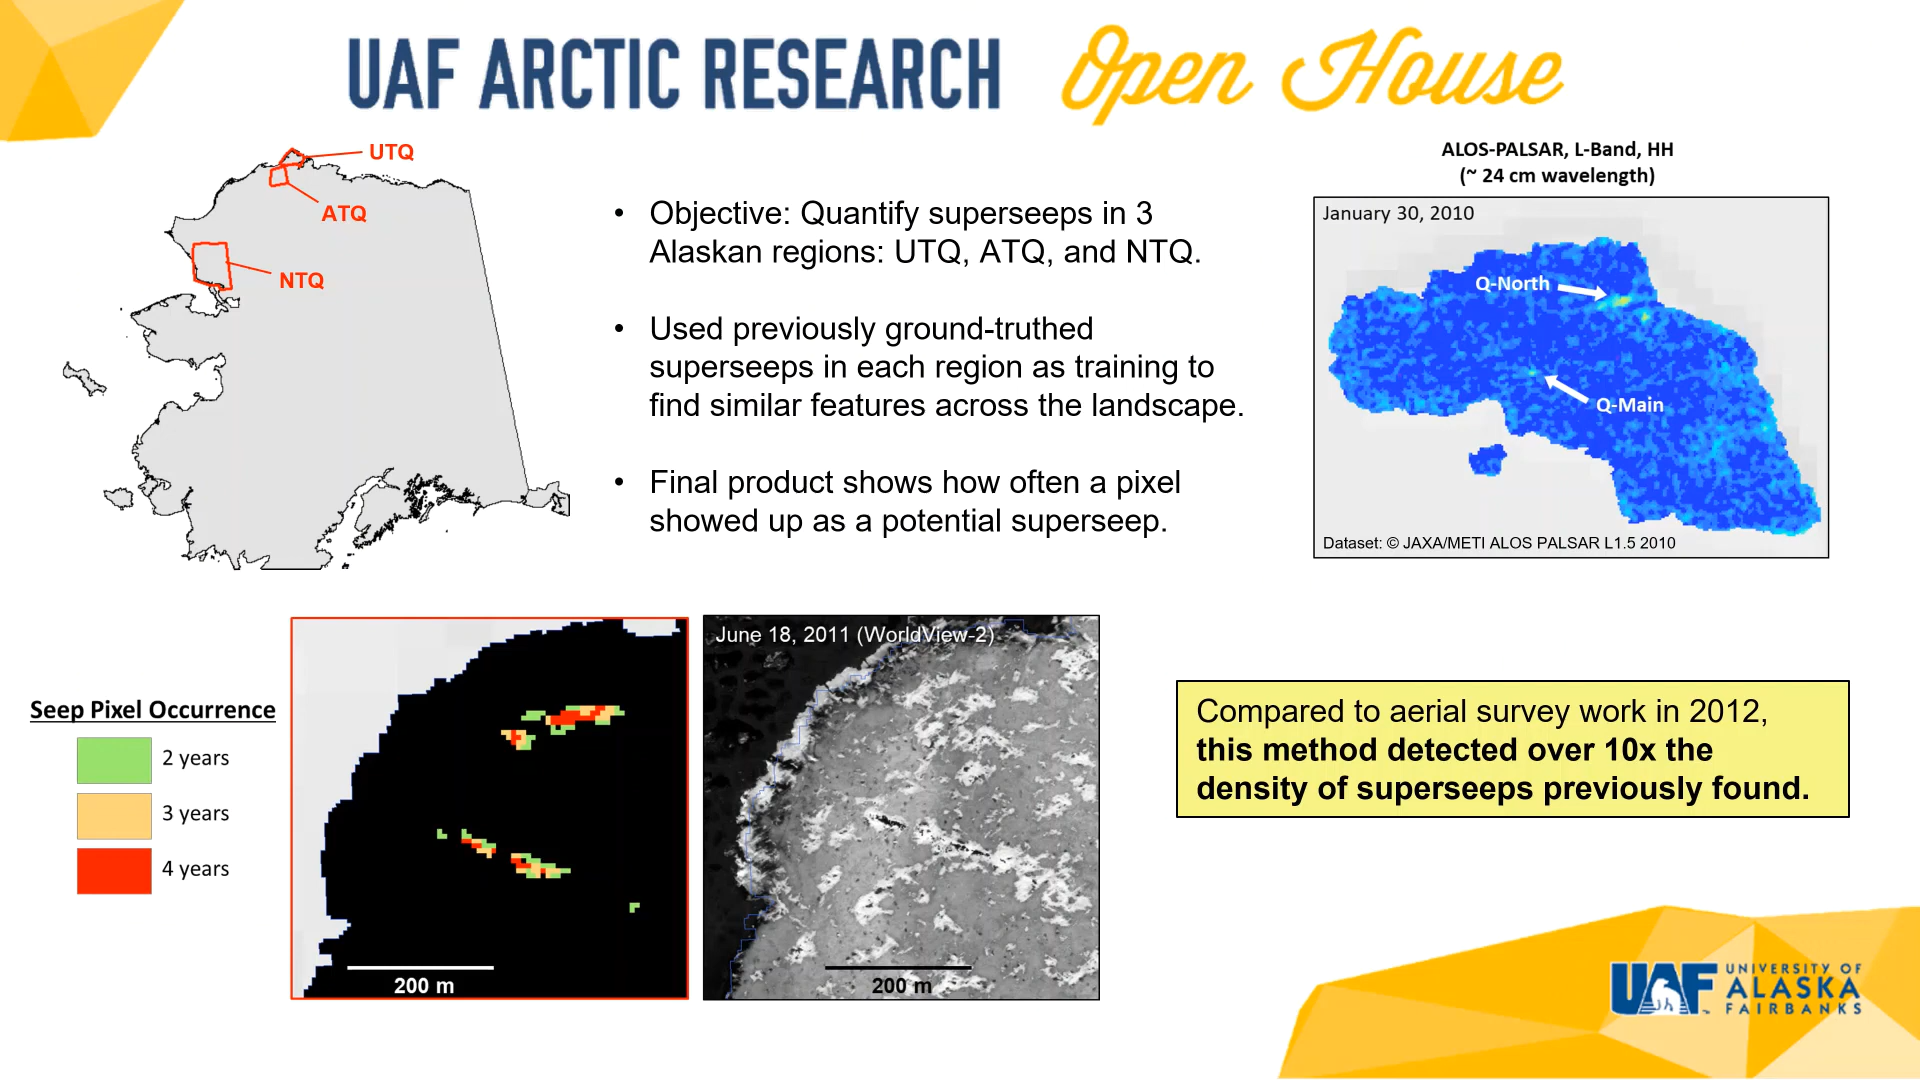 UAF ARCTIC RESEARCH Open House
UTQ
ATQ
NTQ
• Objective: Quantify superseeps in 3
Alaskan regions: UTQ, ATQ, and NTQ.
• Used previously ground-truthed
superseeps in each region as training to
find similar features across the landscape.
• Final product shows how often a pixel
showed up as a potential superseep.
ALOS-PALSAR, L-Band, HH
(~ 24 cm wavelength)
January 30, 2010
Q-North
Q-Main
Dataset: © JAXA/METI ALOS PALSAR L1.5 2010
Seep Pixel Occurrence
2 years
3 years
4 years
200 m
June 18, 2011 (WorldView-2)
200 m
Compared to aerial survey work in 2012,
this method detected over 10x the
density of superseeps previously found.
UAF
UNIVERSITY OF
ALASKA
FAIRBANKS